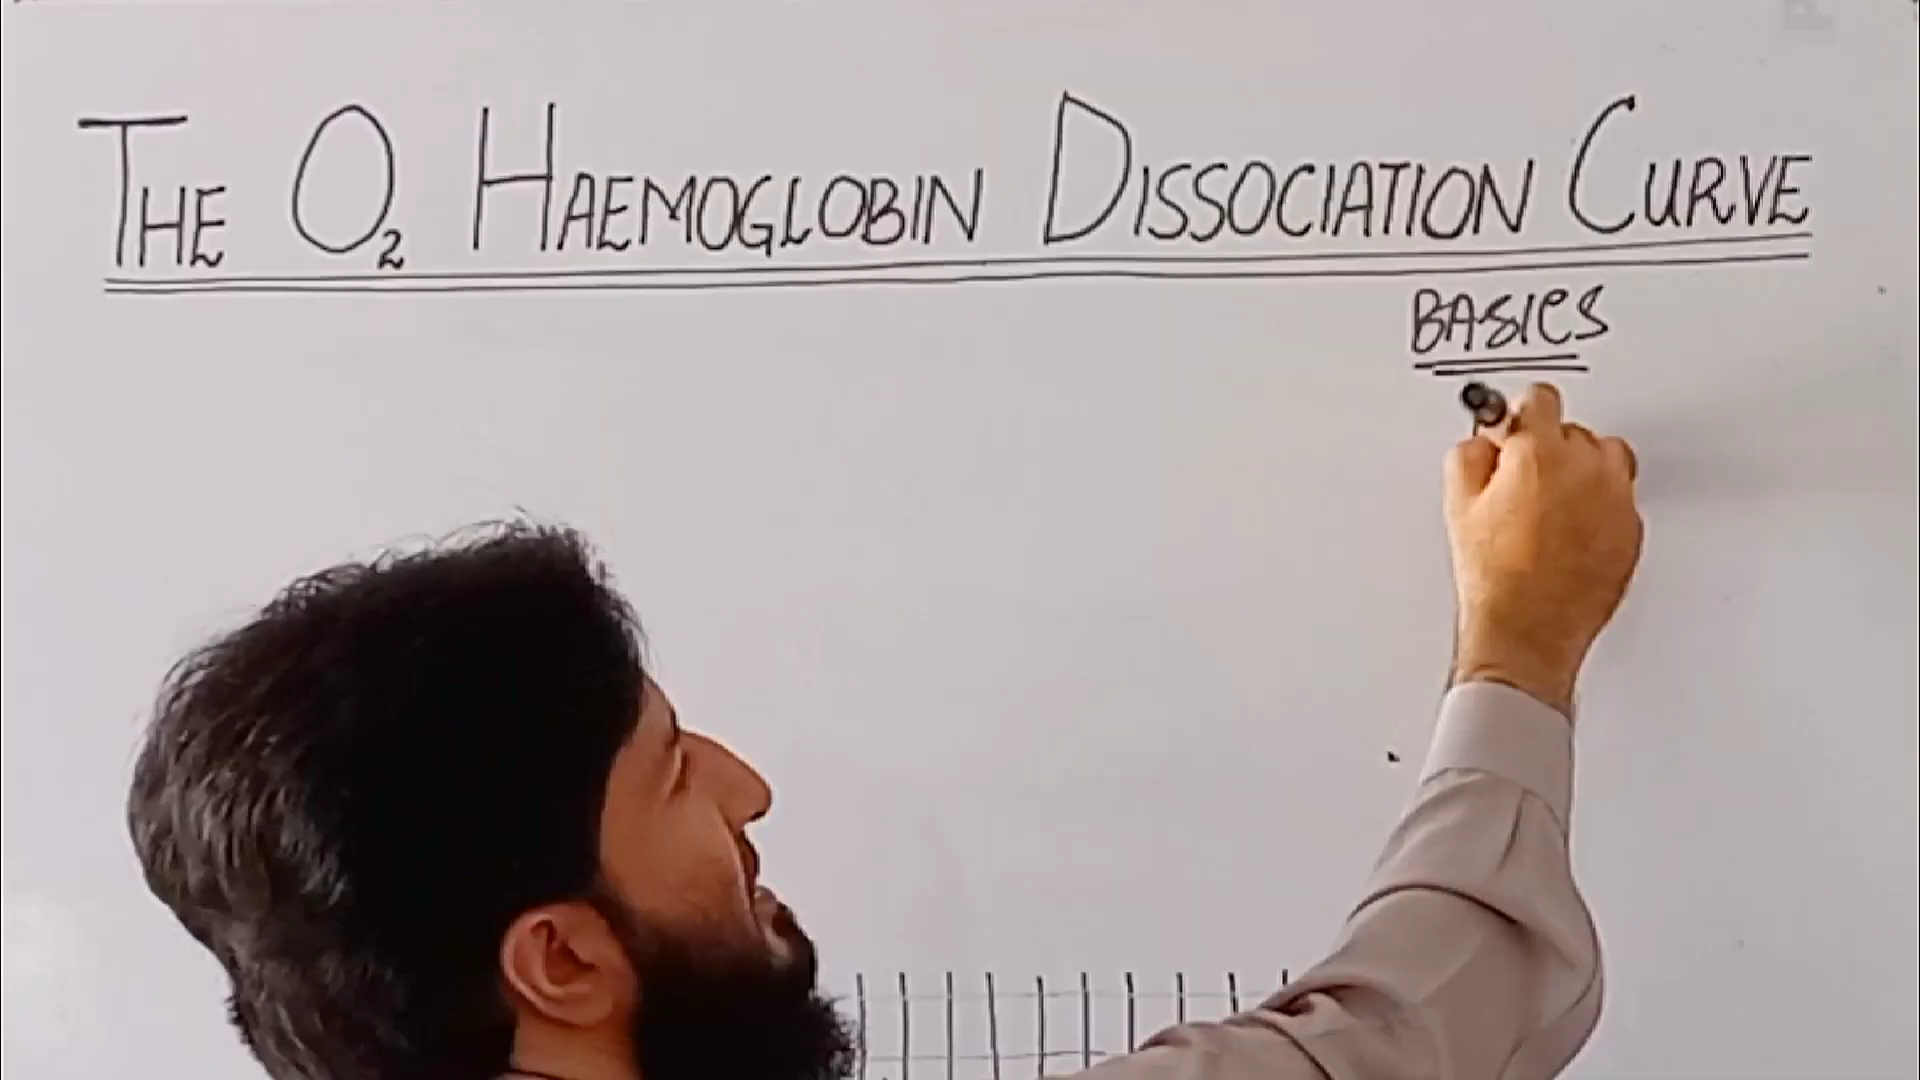 THE O₂ HAEMOGLOBIN DISSOCIATION CURVE
BASICS